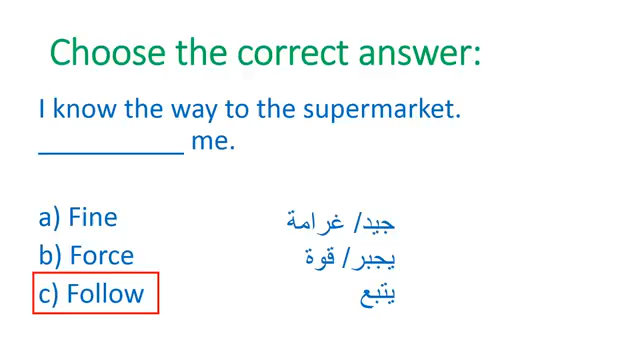 Choose the correct answer:
I know the way to the supermarket.
__________ me.
a) Fine جيد/ غرامة
b) Force يجبر/ قوة
c) Follow يتبع